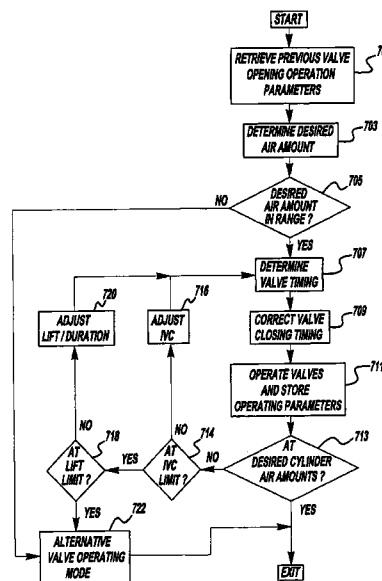 START
RETRIEVE PREVIOUS VALVE
OPENING OPERATION
PARAMETERS
DETERMINE DESIRED
AIR AMOUNT
703
NO
DESIRED
AIR AMOUNT
IN RANGE ?
705
YES
DETERMINE
VALVE TIMING
707
720
ADJUST
LIFT / DURATION
716
ADJUST
IVC
CORRECT VALVE
CLOSING TIMING
709
OPERATE VALVES
AND STORE
OPERATING PARAMETERS
711
NO
AT
LIFT
LIMIT ?
718
YES
NO
AT IVC
LIMIT ?
714
NO
AT
DESIRED CYLINDER
AIR AMOUNTS ?
713
YES
YES
722
ALTERNATIVE
VALVE OPERATING
MODE
EXIT